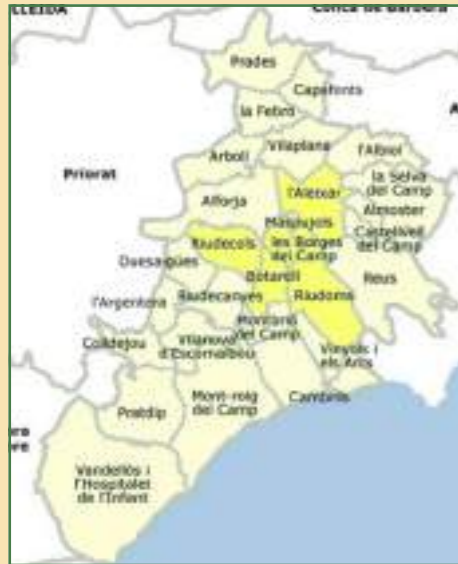 LLEIDA
Conca de Barberà
Prades
Capafonts
la Febró
Vilaplana
l'Albiol
Arbolí
Priorat
la Selva
del Camp
l'Aleixar
Alforja
Almoster
Maspujols
Castellvell
del Camp
Riudecols
les Borges
del Camp
Duesaigües
Botarell
Reus
Riudecanyes
Riudoms
l'Argentera
Montbrió
del Camp
Colldejou
Vilanova
d'Escornalbou
Vinyols i
els Arcs
Pratdip
Mont-roig
del Camp
Cambrils
Vandellòs i
l'Hospitalet
de l'Infant